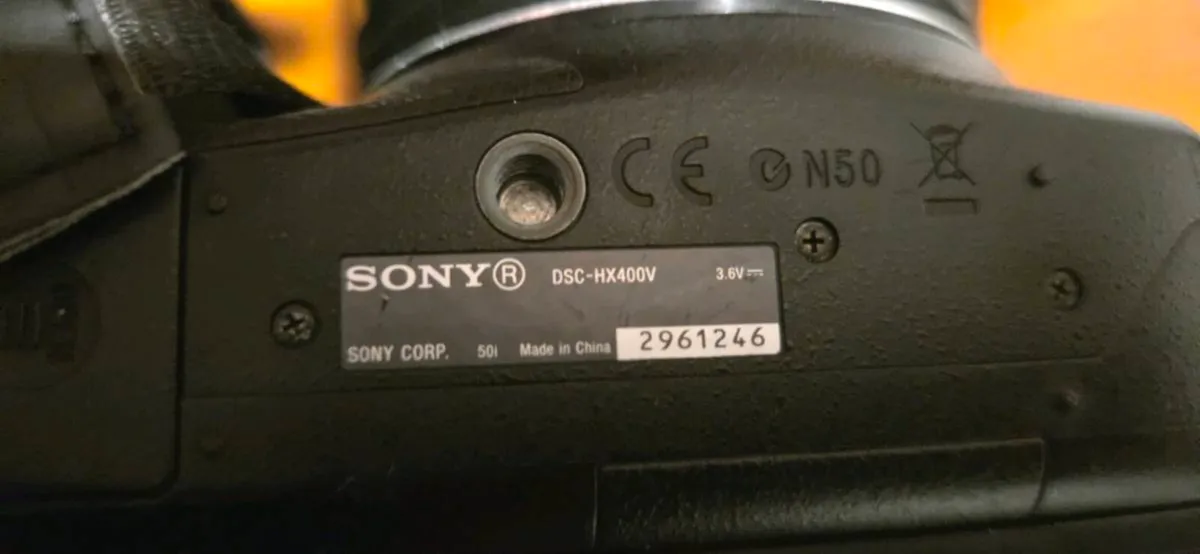 CE N50
SONY® DSC-HX400V 3.6V⎓
SONY CORP. 50i Made in China 2961246